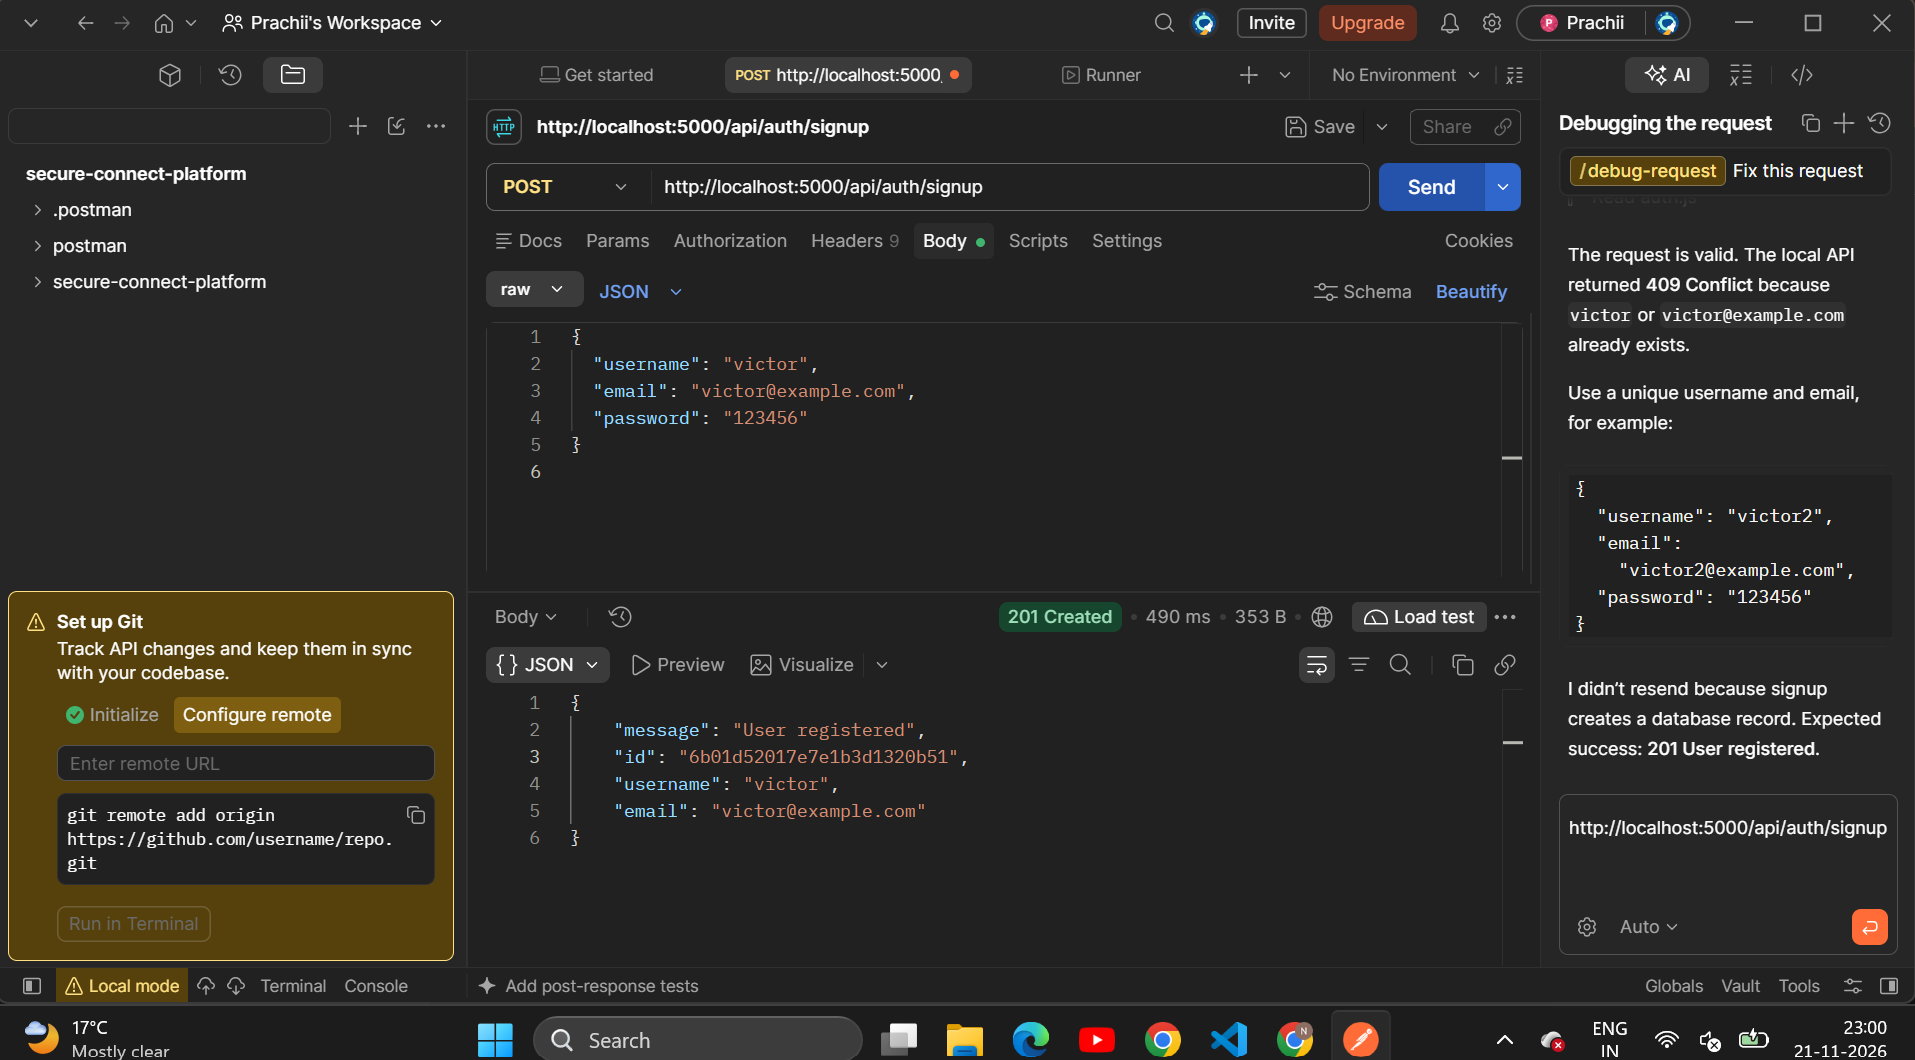 Prachii's Workspace
Invite
Upgrade
P Prachii
Get started
POST http://localhost:5000,
Runner
No Environment
AI
HTTP http://localhost:5000/api/auth/signup
Save
Share
Debugging the request
secure-connect-platform
.postman
postman
secure-connect-platform
POST
http://localhost:5000/api/auth/signup
Send
/debug-request Fix this request
Read auth.js
Docs
Params
Authorization
Headers 9
Body
Scripts
Settings
Cookies
raw
JSON
Schema
Beautify
1 {
2 "username": "victor",
3 "email": "victor@example.com",
4 "password": "123456"
5 }
6
The request is valid. The local API
returned 409 Conflict because
victor or victor@example.com
already exists.
Use a unique username and email,
for example:
{
"username": "victor2",
"email":
"victor2@example.com",
"password": "123456"
}
I didn’t resend because signup
creates a database record. Expected
success: 201 User registered.
http://localhost:5000/api/auth/signup
Auto
Set up Git
Track API changes and keep them in sync
with your codebase.
Initialize
Configure remote
Enter remote URL
git remote add origin
https://github.com/username/repo.
git
Run in Terminal
Body
201 Created
490 ms
353 B
Load test
{} JSON
Preview
Visualize
1 {
2 "message": "User registered",
3 "id": "6b01d52017e7e1b3d1320b51",
4 "username": "victor",
5 "email": "victor@example.com"
6 }
Local mode
Terminal
Console
Add post-response tests
Globals
Vault
Tools
17°C
Mostly clear
Search
N
ENG
IN
23:00
21-11-2026